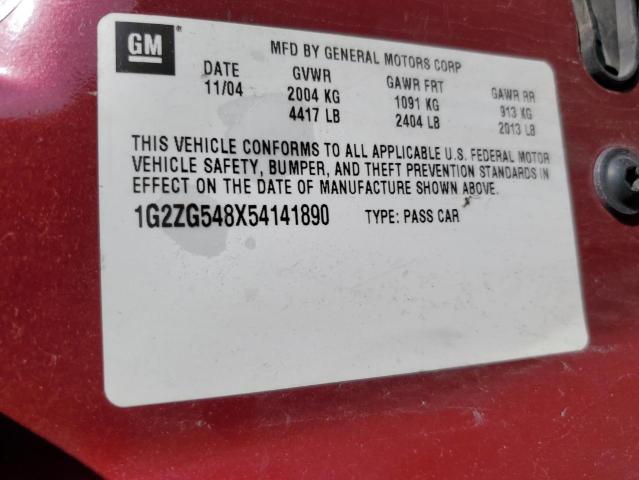 GM
MFD BY GENERAL MOTORS CORP
DATE GVWR GAWR FRT GAWR RR
11/04 2004 KG 1091 KG 913 KG
4417 LB 2404 LB 2013 LB
THIS VEHICLE CONFORMS TO ALL APPLICABLE U.S. FEDERAL MOTOR
VEHICLE SAFETY, BUMPER, AND THEFT PREVENTION STANDARDS IN
EFFECT ON THE DATE OF MANUFACTURE SHOWN ABOVE.
1G2ZG548X54141890 TYPE: PASS CAR